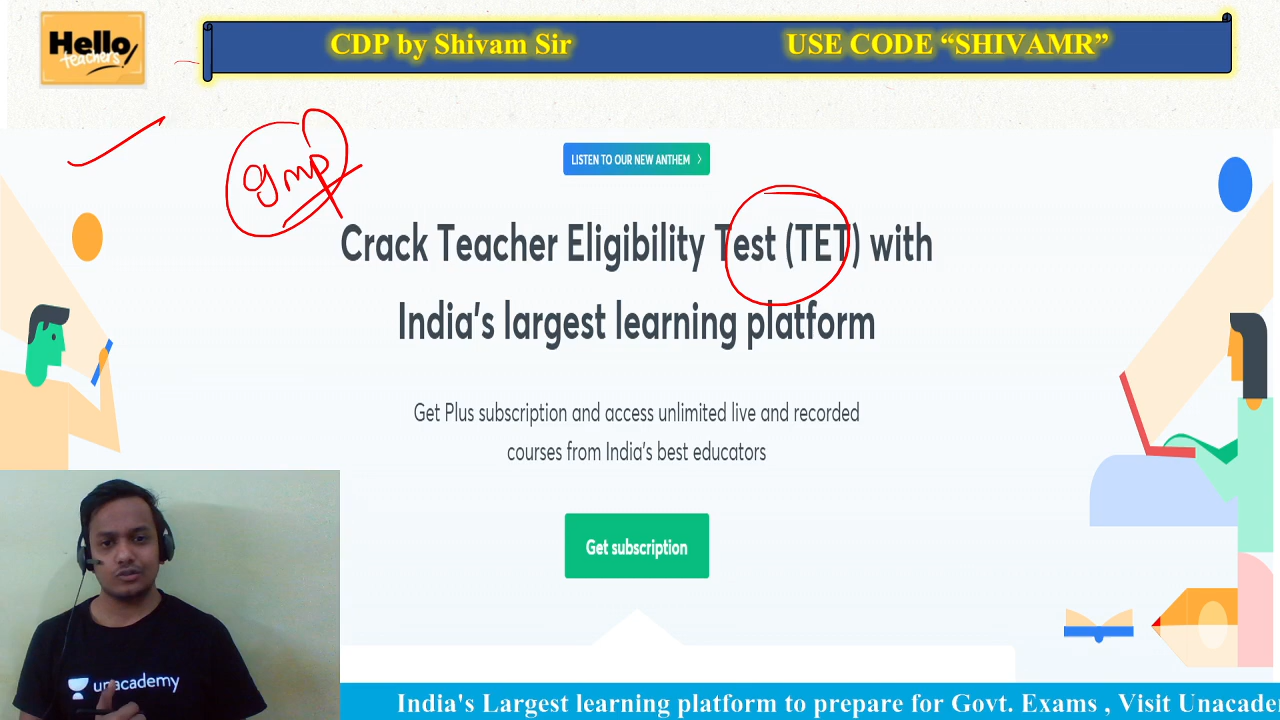 Hello
teachers!
CDP by Shivam Sir
USE CODE “SHIVAMR”
LISTEN TO OUR NEW ANTHEM
Imp
Crack Teacher Eligibility Test (TET) with
India’s largest learning platform
Get Plus subscription and access unlimited live and recorded
courses from India’s best educators
Get subscription
unacademy
India's Largest learning platform to prepare for Govt. Exams , Visit Unacade